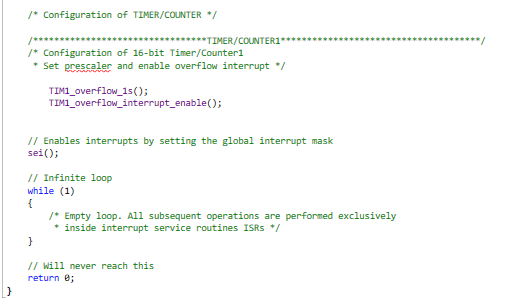 /* Configuration of TIMER/COUNTER */
/*********************************TIMER/COUNTER1**************************************/
/* Configuration of 16-bit Timer/Counter1
* Set prescaler and enable overflow interrupt */
TIM1_overflow_1s();
TIM1_overflow_interrupt_enable();
// Enables interrupts by setting the global interrupt mask
sei();
// Infinite loop
while (1)
{
/* Empty loop. All subsequent operations are performed exclusively
* inside interrupt service routines ISRs */
}
// Will never reach this
return 0;
}